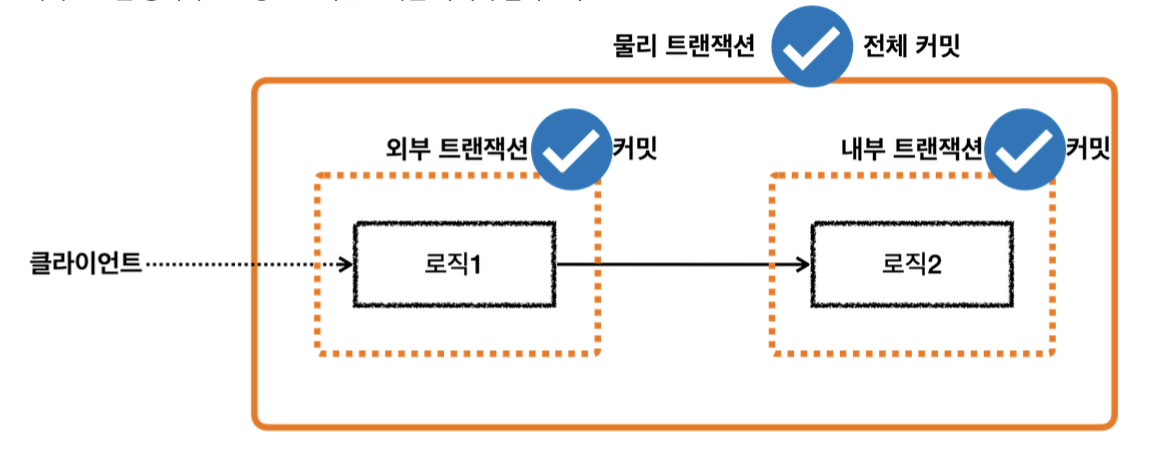 물리 트랜잭션 전체 커밋
외부 트랜잭션 커밋
내부 트랜잭션 커밋
클라이언트
로직1
로직2